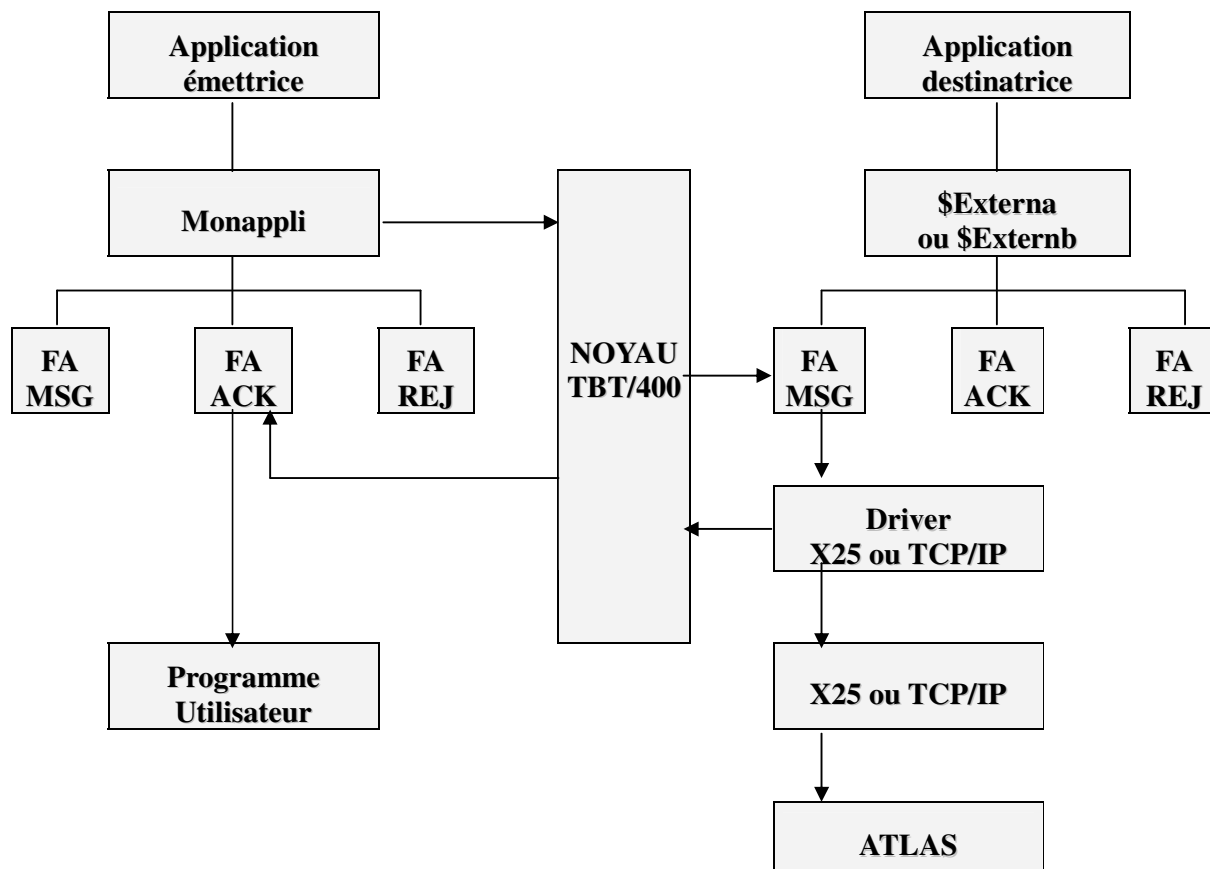 Application
émettrice
Application
destinatrice
Monappli
$Externa
ou $Externb
FA
MSG
FA
ACK
FA
REJ
NOYAU
TBT/400
FA
MSG
FA
ACK
FA
REJ
Driver
X25 ou TCP/IP
Programme
Utilisateur
X25 ou TCP/IP
ATLAS